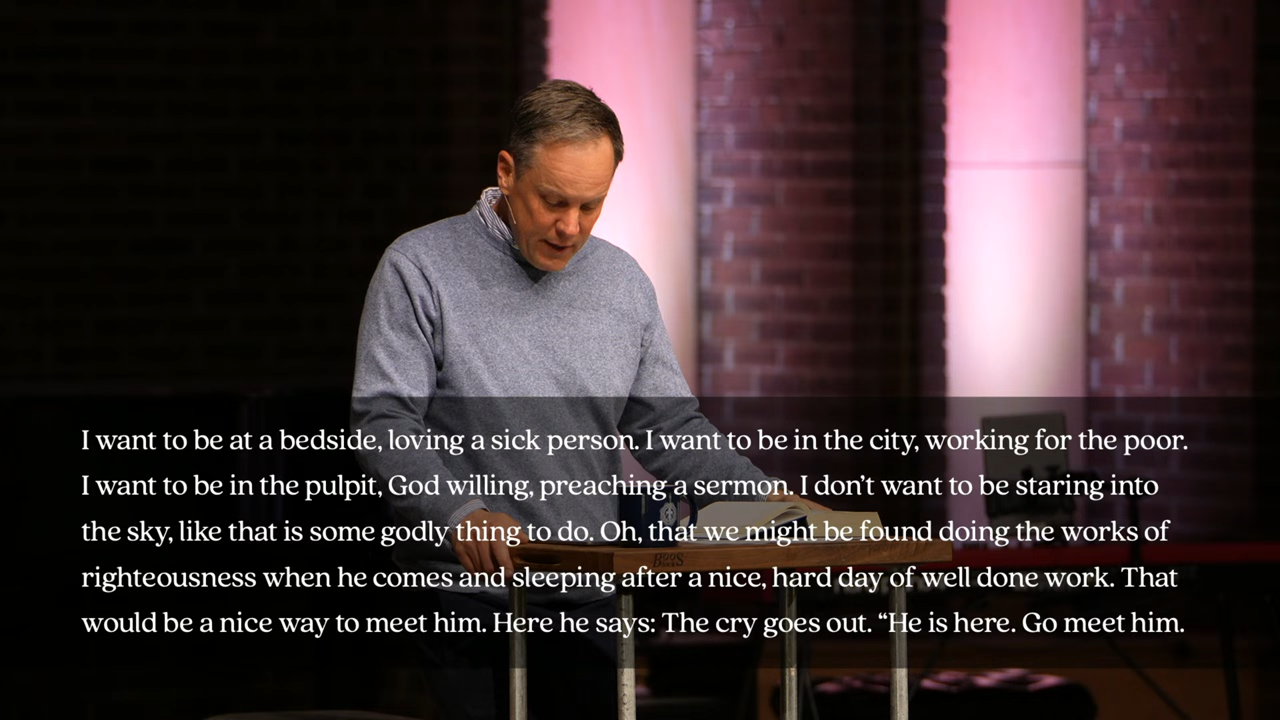 I want to be at a bedside, loving a sick person. I want to be in the city, working for the poor.
I want to be in the pulpit, God willing, preaching a sermon. I don’t want to be staring into
the sky, like that is some godly thing to do. Oh, that we might be found doing the works of
righteousness when he comes and sleeping after a nice, hard day of well done work. That
would be a nice way to meet him. Here he says: The cry goes out. “He is here. Go meet him.